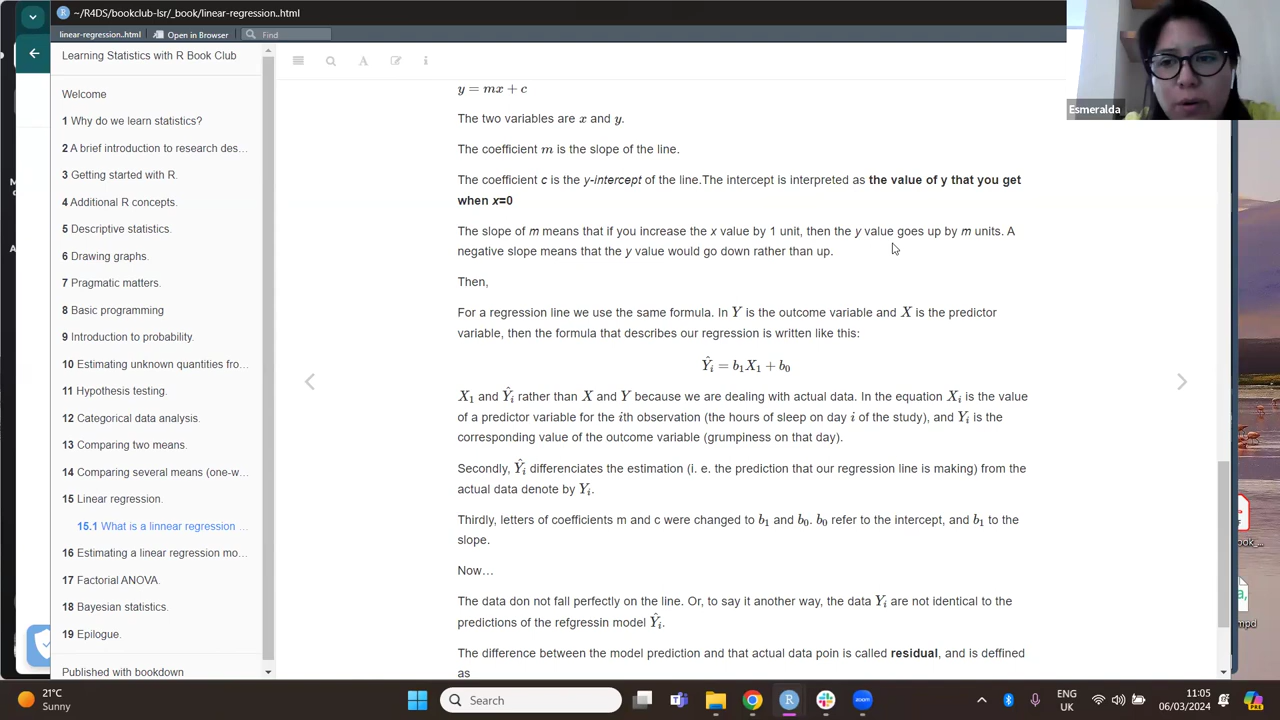 ~/R4DS/bookclub-lsr/_book/linear-regression..html
linear-regression..html
Open in Browser
Find
Learning Statistics with R Book Club
Welcome
1 Why do we learn statistics?
2 A brief introduction to research des...
3 Getting started with R.
4 Additional R concepts.
5 Descriptive statistics.
6 Drawing graphs.
7 Pragmatic matters.
8 Basic programming
9 Introduction to probability.
10 Estimating unknown quantities fro...
11 Hypothesis testing.
12 Categorical data analysis.
13 Comparing two means.
14 Comparing several means (one-w...
15 Linear regression.
15.1 What is a linnear regression ...
16 Estimating a linear regression mo...
17 Factorial ANOVA.
18 Bayesian statistics.
19 Epilogue.
Published with bookdown
y = mx + c
The two variables are x and y.
The coefficient m is the slope of the line.
The coefficient c is the y-intercept of the line.The intercept is interpreted as the value of y that you get
when x=0
The slope of m means that if you increase the x value by 1 unit, then the y value goes up by m units. A
negative slope means that the y value would go down rather than up.
Then,
For a regression line we use the same formula. In Y is the outcome variable and X is the predictor
variable, then the formula that describes our regression is written like this:
Ŷᵢ = b₁X₁ + b₀
X₁ and Ŷᵢ rather than X and Y because we are dealing with actual data. In the equation Xᵢ is the value
of a predictor variable for the ith observation (the hours of sleep on day i of the study), and Yᵢ is the
corresponding value of the outcome variable (grumpiness on that day).
Secondly, Ŷᵢ differenciates the estimation (i. e. the prediction that our regression line is making) from the
actual data denote by Yᵢ.
Thirdly, letters of coefficients m and c were changed to b₁ and b₀. b₀ refer to the intercept, and b₁ to the
slope.
Now…
The data don not fall perfectly on the line. Or, to say it another way, the data Yᵢ are not identical to the
predictions of the refgressin model Ŷᵢ.
The difference between the model prediction and that actual data poin is called residual, and is deffined
as
Esmeralda
21°C
Sunny
Search
ENG
UK
11:05
06/03/2024